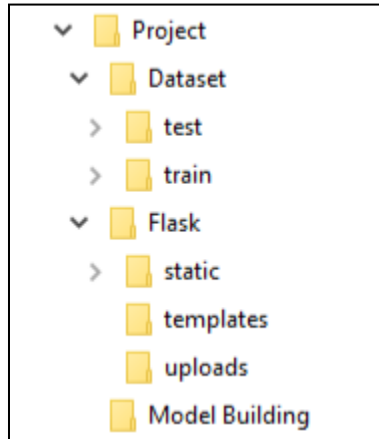 Project
Dataset
test
train
Flask
static
templates
uploads
Model Building